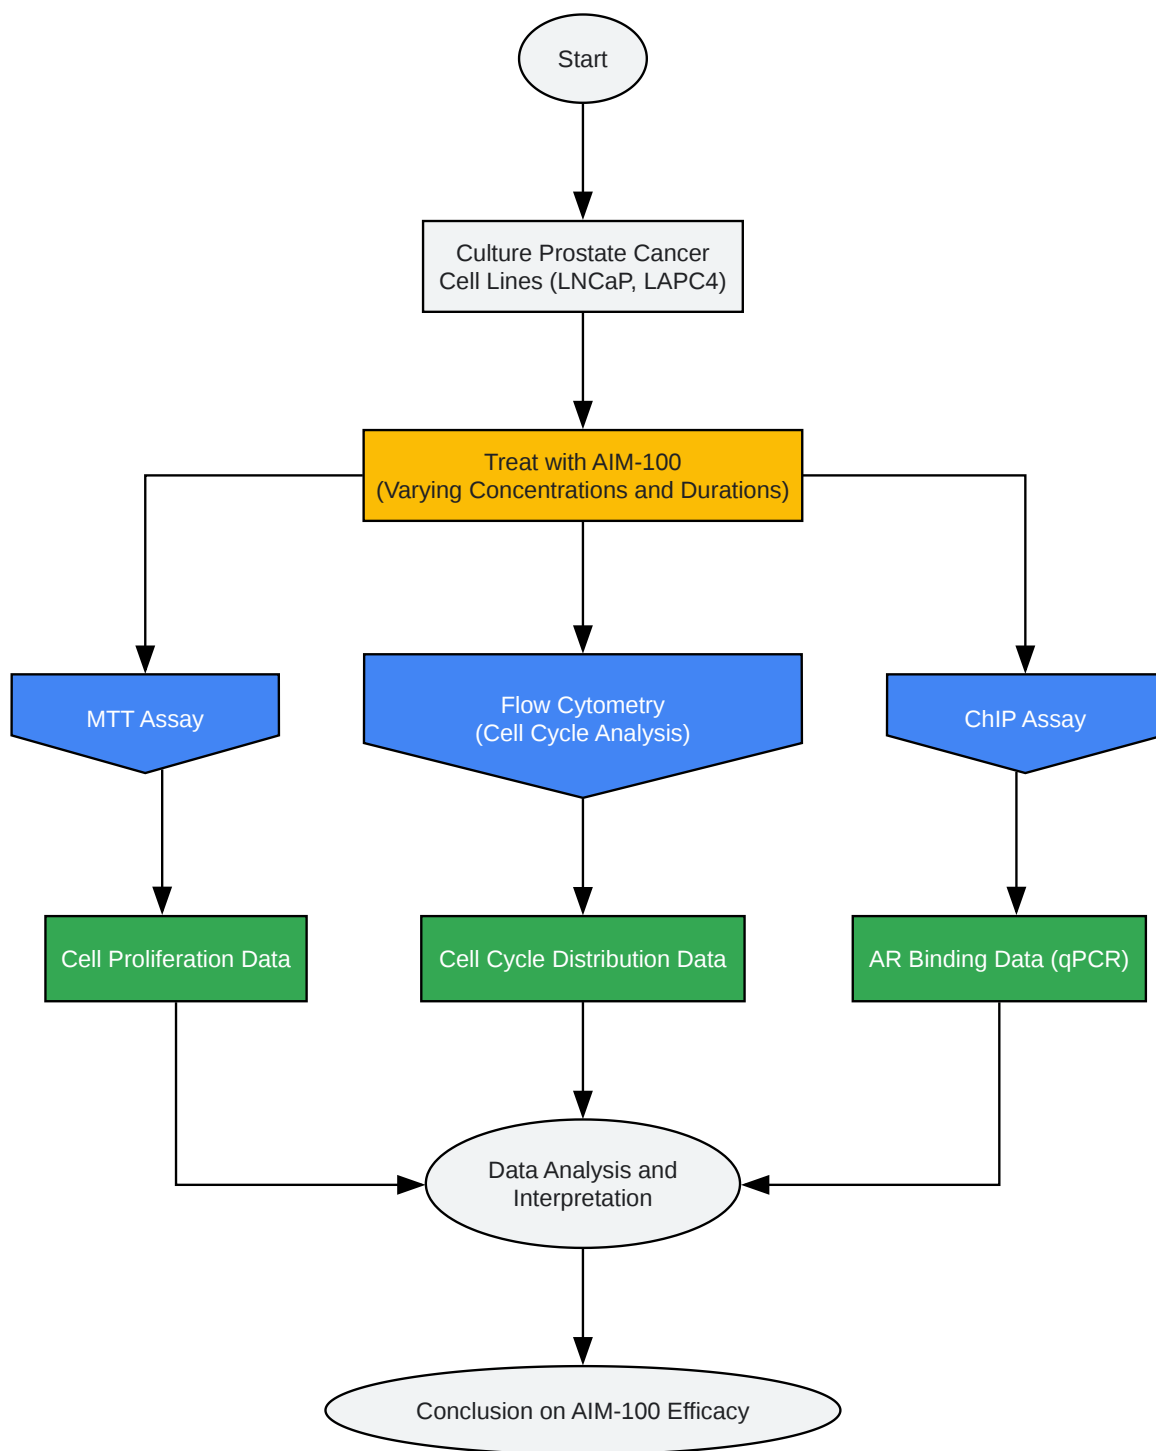 Start
Culture Prostate Cancer
Cell Lines (LNCaP, LAPC4)
Treat with AIM-100
(Varying Concentrations and Durations)
MTT Assay
Flow Cytometry
(Cell Cycle Analysis)
ChIP Assay
Cell Proliferation Data
Cell Cycle Distribution Data
AR Binding Data (qPCR)
Data Analysis and
Interpretation
Conclusion on AIM-100 Efficacy